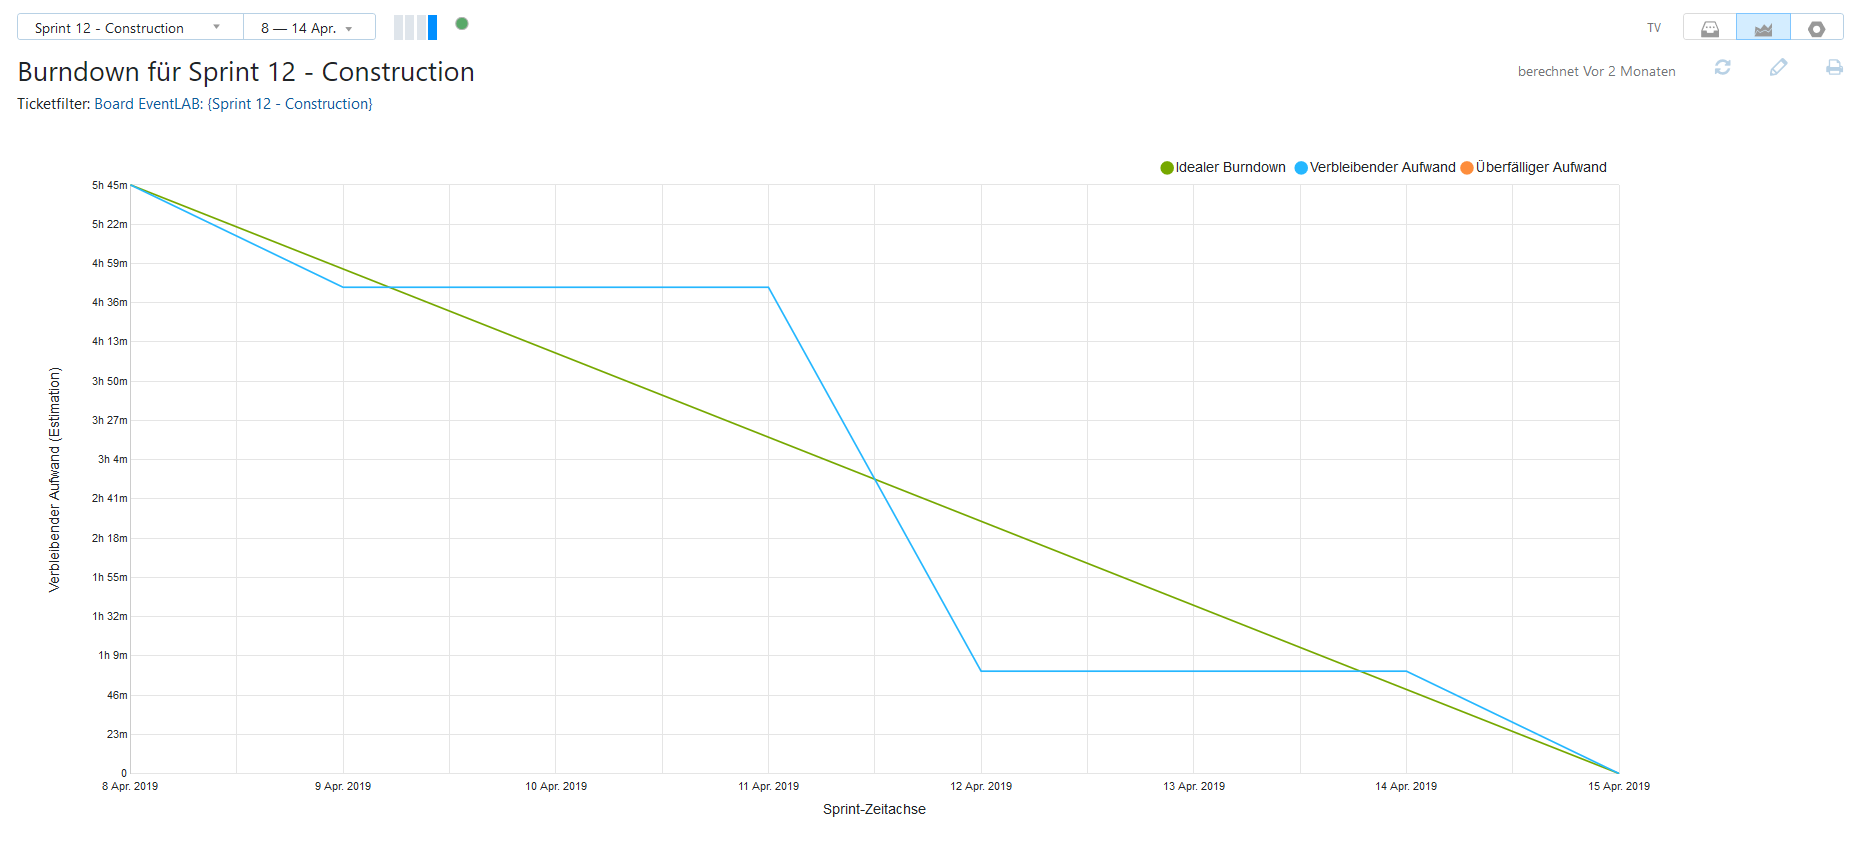 Sprint 12 - Construction 8 — 14 Apr. TV
Burndown für Sprint 12 - Construction
berechnet Vor 2 Monaten
Ticketfilter: Board EventLAB: {Sprint 12 - Construction}
Idealer Burndown Verbleibender Aufwand Überfälliger Aufwand
Verbleibender Aufwand (Estimation)
5h 45m
5h 22m
4h 59m
4h 36m
4h 13m
3h 50m
3h 27m
3h 4m
2h 41m
2h 18m
1h 55m
1h 32m
1h 9m
46m
23m
0
8 Apr. 2019 9 Apr. 2019 10 Apr. 2019 11 Apr. 2019 12 Apr. 2019 13 Apr. 2019 14 Apr. 2019 15 Apr. 2019
Sprint-Zeitachse